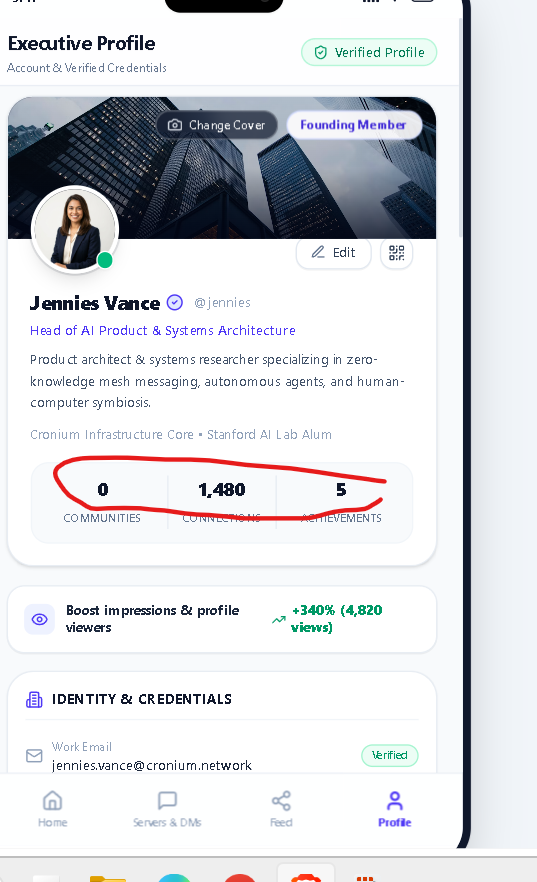 Executive Profile
Account & Verified Credentials
Verified Profile
Change Cover
Founding Member
Edit
Jennies Vance
@jennies
Head of AI Product & Systems Architecture
Product architect & systems researcher specializing in zero-
knowledge mesh messaging, autonomous agents, and human-
computer symbiosis.
Cronium Infrastructure Core • Stanford AI Lab Alum
0 1,480 5
COMMUNITIES CONNECTIONS ACHIEVEMENTS
Boost impressions & profile
viewers
+340% (4,820
views)
IDENTITY & CREDENTIALS
Work Email
jennies.vance@cronium.network
Verified
Home Servers & DMs Feed Profile